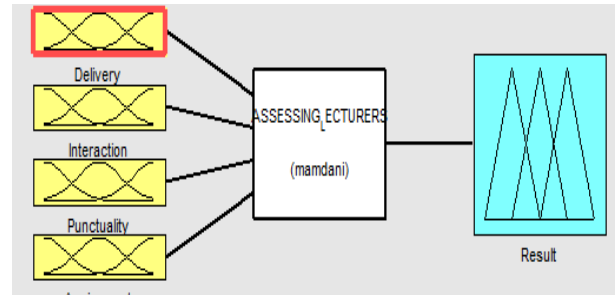 Delivery
Interaction
Punctuality
ASSESSING_LECTURERS
(mamdani)
Result